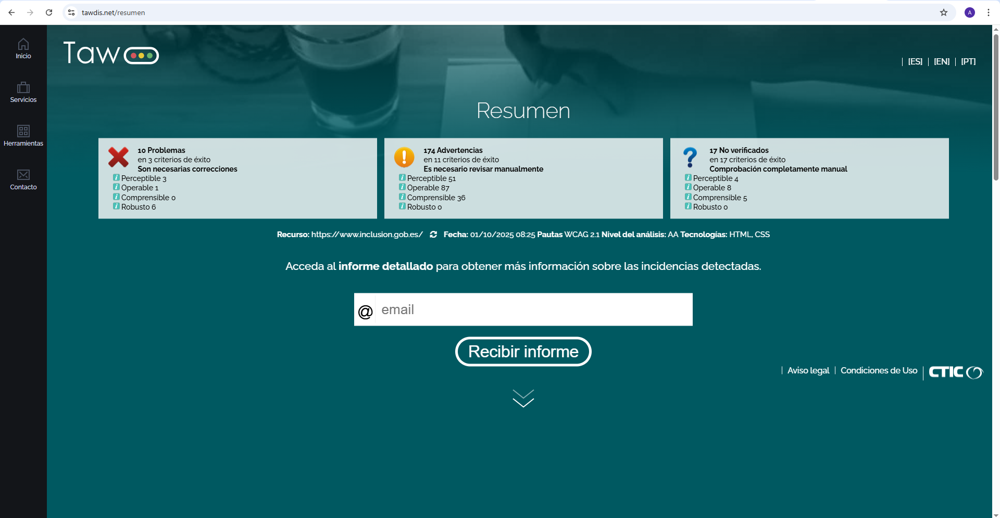 tawdis.net/resumen
A
Inicio
Servicios
Herramientas
Contacto
Taw
| [ES] | [EN] | [PT]
Resumen
10 Problemas
en 3 criterios de éxito
Son necesarias correcciones
i Perceptible 3
i Operable 1
i Comprensible 0
i Robusto 6
174 Advertencias
en 11 criterios de éxito
Es necesario revisar manualmente
i Perceptible 51
i Operable 87
i Comprensible 36
i Robusto 0
17 No verificados
en 17 criterios de éxito
Comprobación completamente manual
i Perceptible 4
i Operable 8
i Comprensible 5
i Robusto 0
Recurso: https://www.inclusion.gob.es/ Fecha: 01/10/2025 08:25 Pautas WCAG 2.1 Nivel del análisis: AA Tecnologías: HTML, CSS
Acceda al informe detallado para obtener más información sobre las incidencias detectadas.
@ email
Recibir informe
| Aviso legal | Condiciones de Uso | CTIC